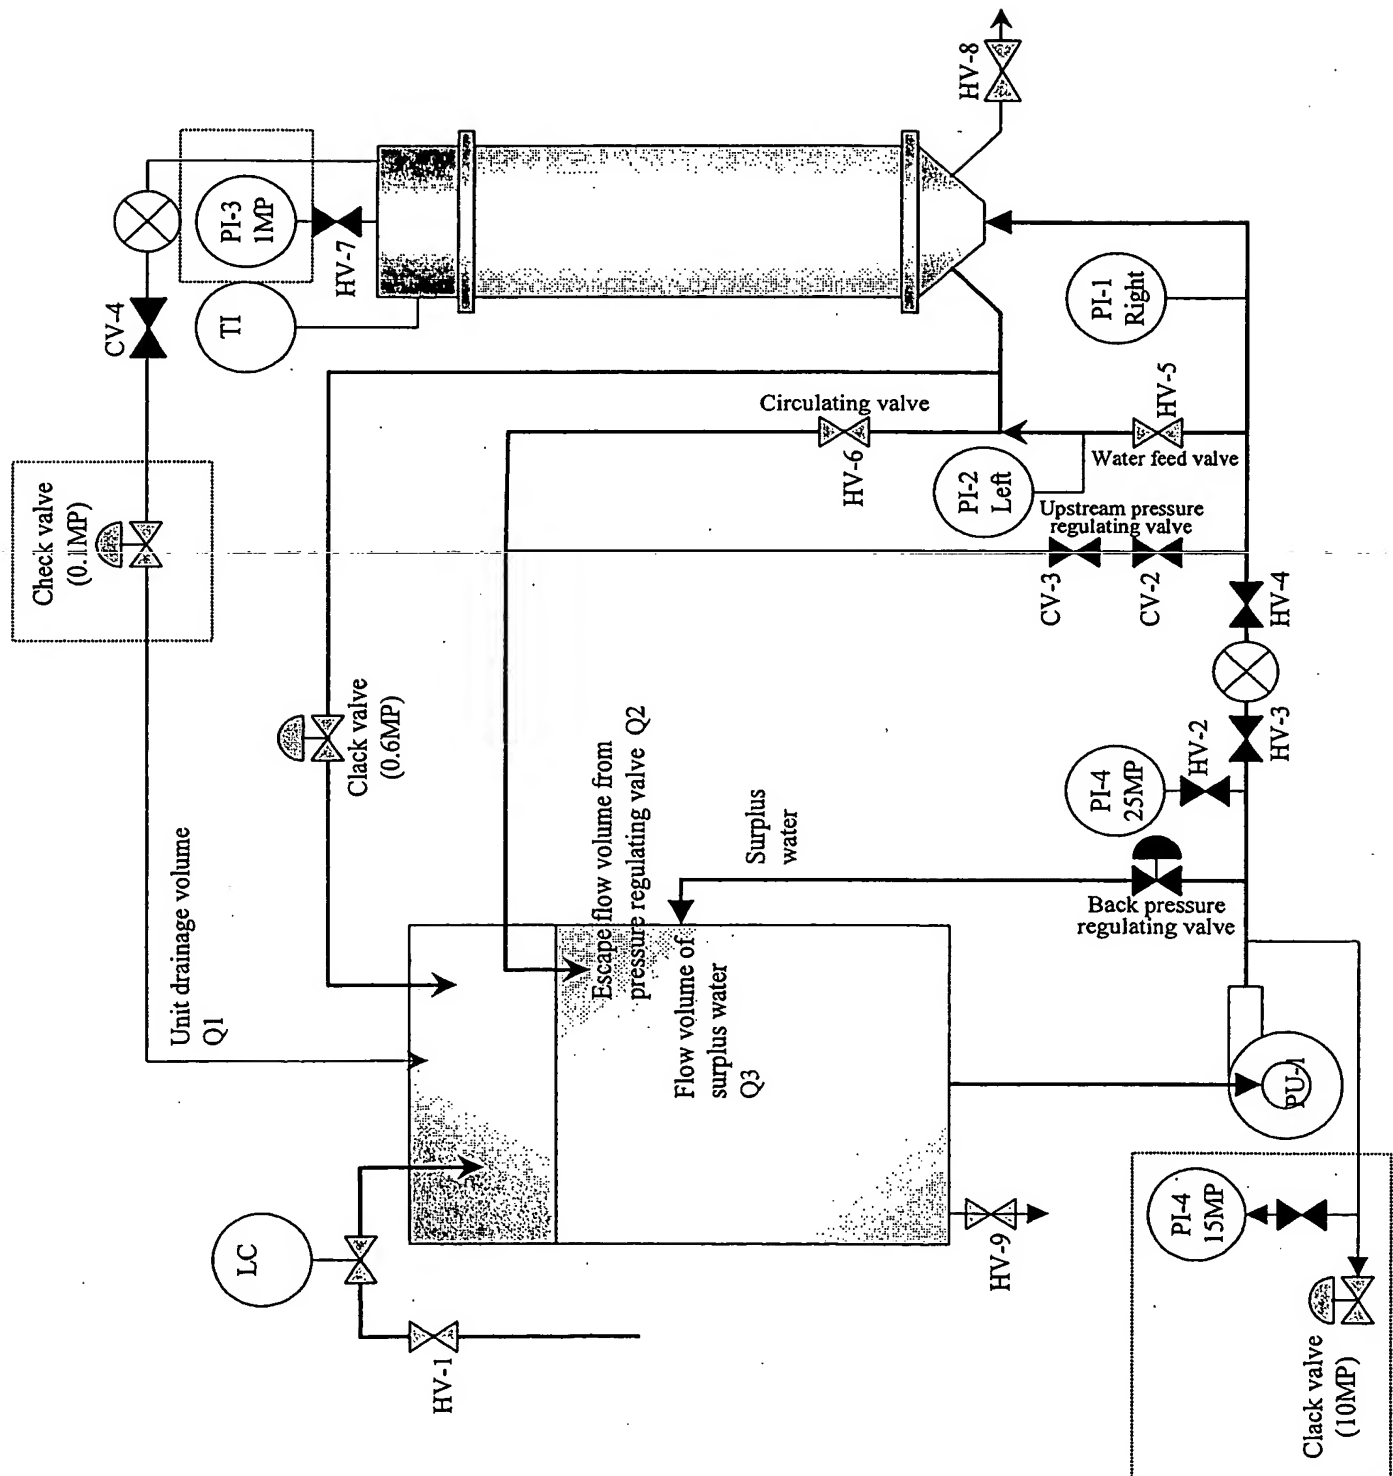 HV-8
PI-3
1MP
HV-7
CV-4
TI
PI-1
Right
Circulating valve
HV-5
HV-6
Water feed valve
PI-2
Left
Upstream pressure
regulating valve
Check valve
(0.1MP)
CV-3
CV-2
HV-4
Clack valve
(0.6MP)
HV-3
HV-2
PI-4
25MP
Escape flow volume from
pressure regulating valve Q2
Surplus
water
Back pressure
regulating valve
Unit drainage volume
Q1
Flow volume of
surplus water
Q3
PU-1
PI-4
15MP
LC
HV-9
HV-1
Clack valve
(10MP)